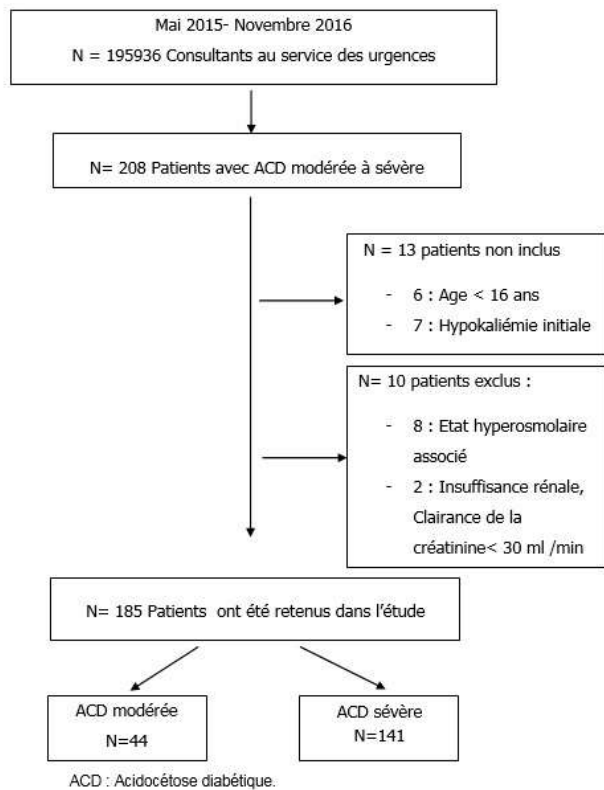 Mai 2015- Novembre 2016
N = 195936 Consultants au service des urgences
N= 208 Patients avec ACD modérée à sévère
N = 13 patients non inclus
- 6 : Age < 16 ans
- 7 : Hypokaliémie initiale
N= 10 patients exclus :
- 8 : Etat hyperosmolaire
associé
- 2 : Insuffisance rénale,
Clairance de la
créatinine< 30 ml /min
N= 185 Patients ont été retenus dans l'étude
ACD modérée
N=44
ACD sévère
N=141
ACD : Acidocétose diabétique.